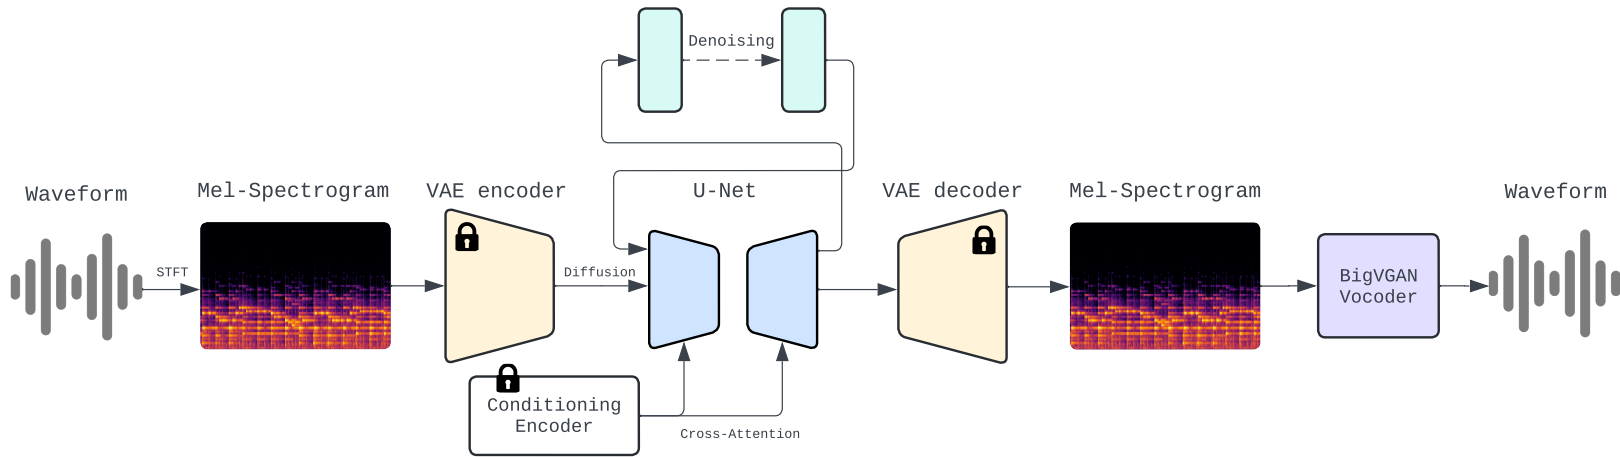 Denoising
Waveform
Mel-Spectrogram
VAE encoder
U-Net
VAE decoder
Mel-Spectrogram
Waveform
STFT
Diffusion
BigVGAN
Vocoder
Conditioning
Encoder
Cross-Attention